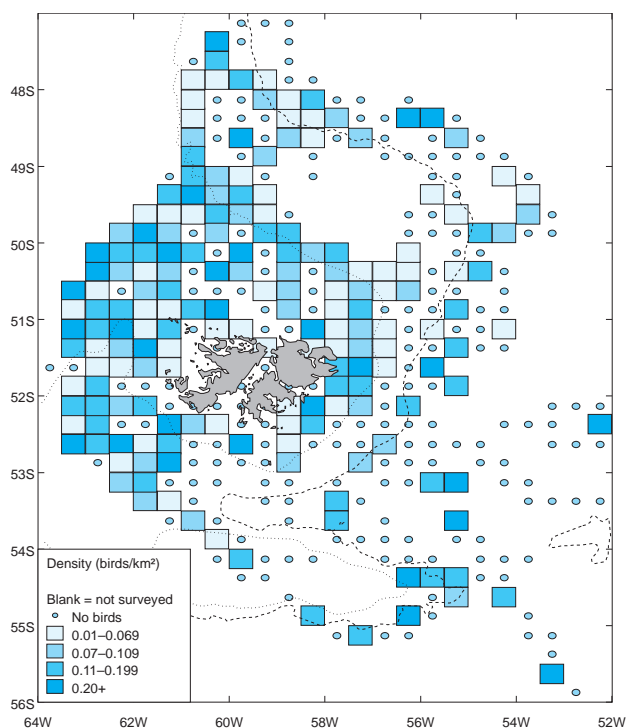 48S
49S
50S
51S
52S
53S
54S
55S
56S
Density (birds/km²)
Blank = not surveyed
No birds
0.01–0.069
0.07–0.109
0.11–0.199
0.20+
64W 62W 60W 58W 56W 54W 52W